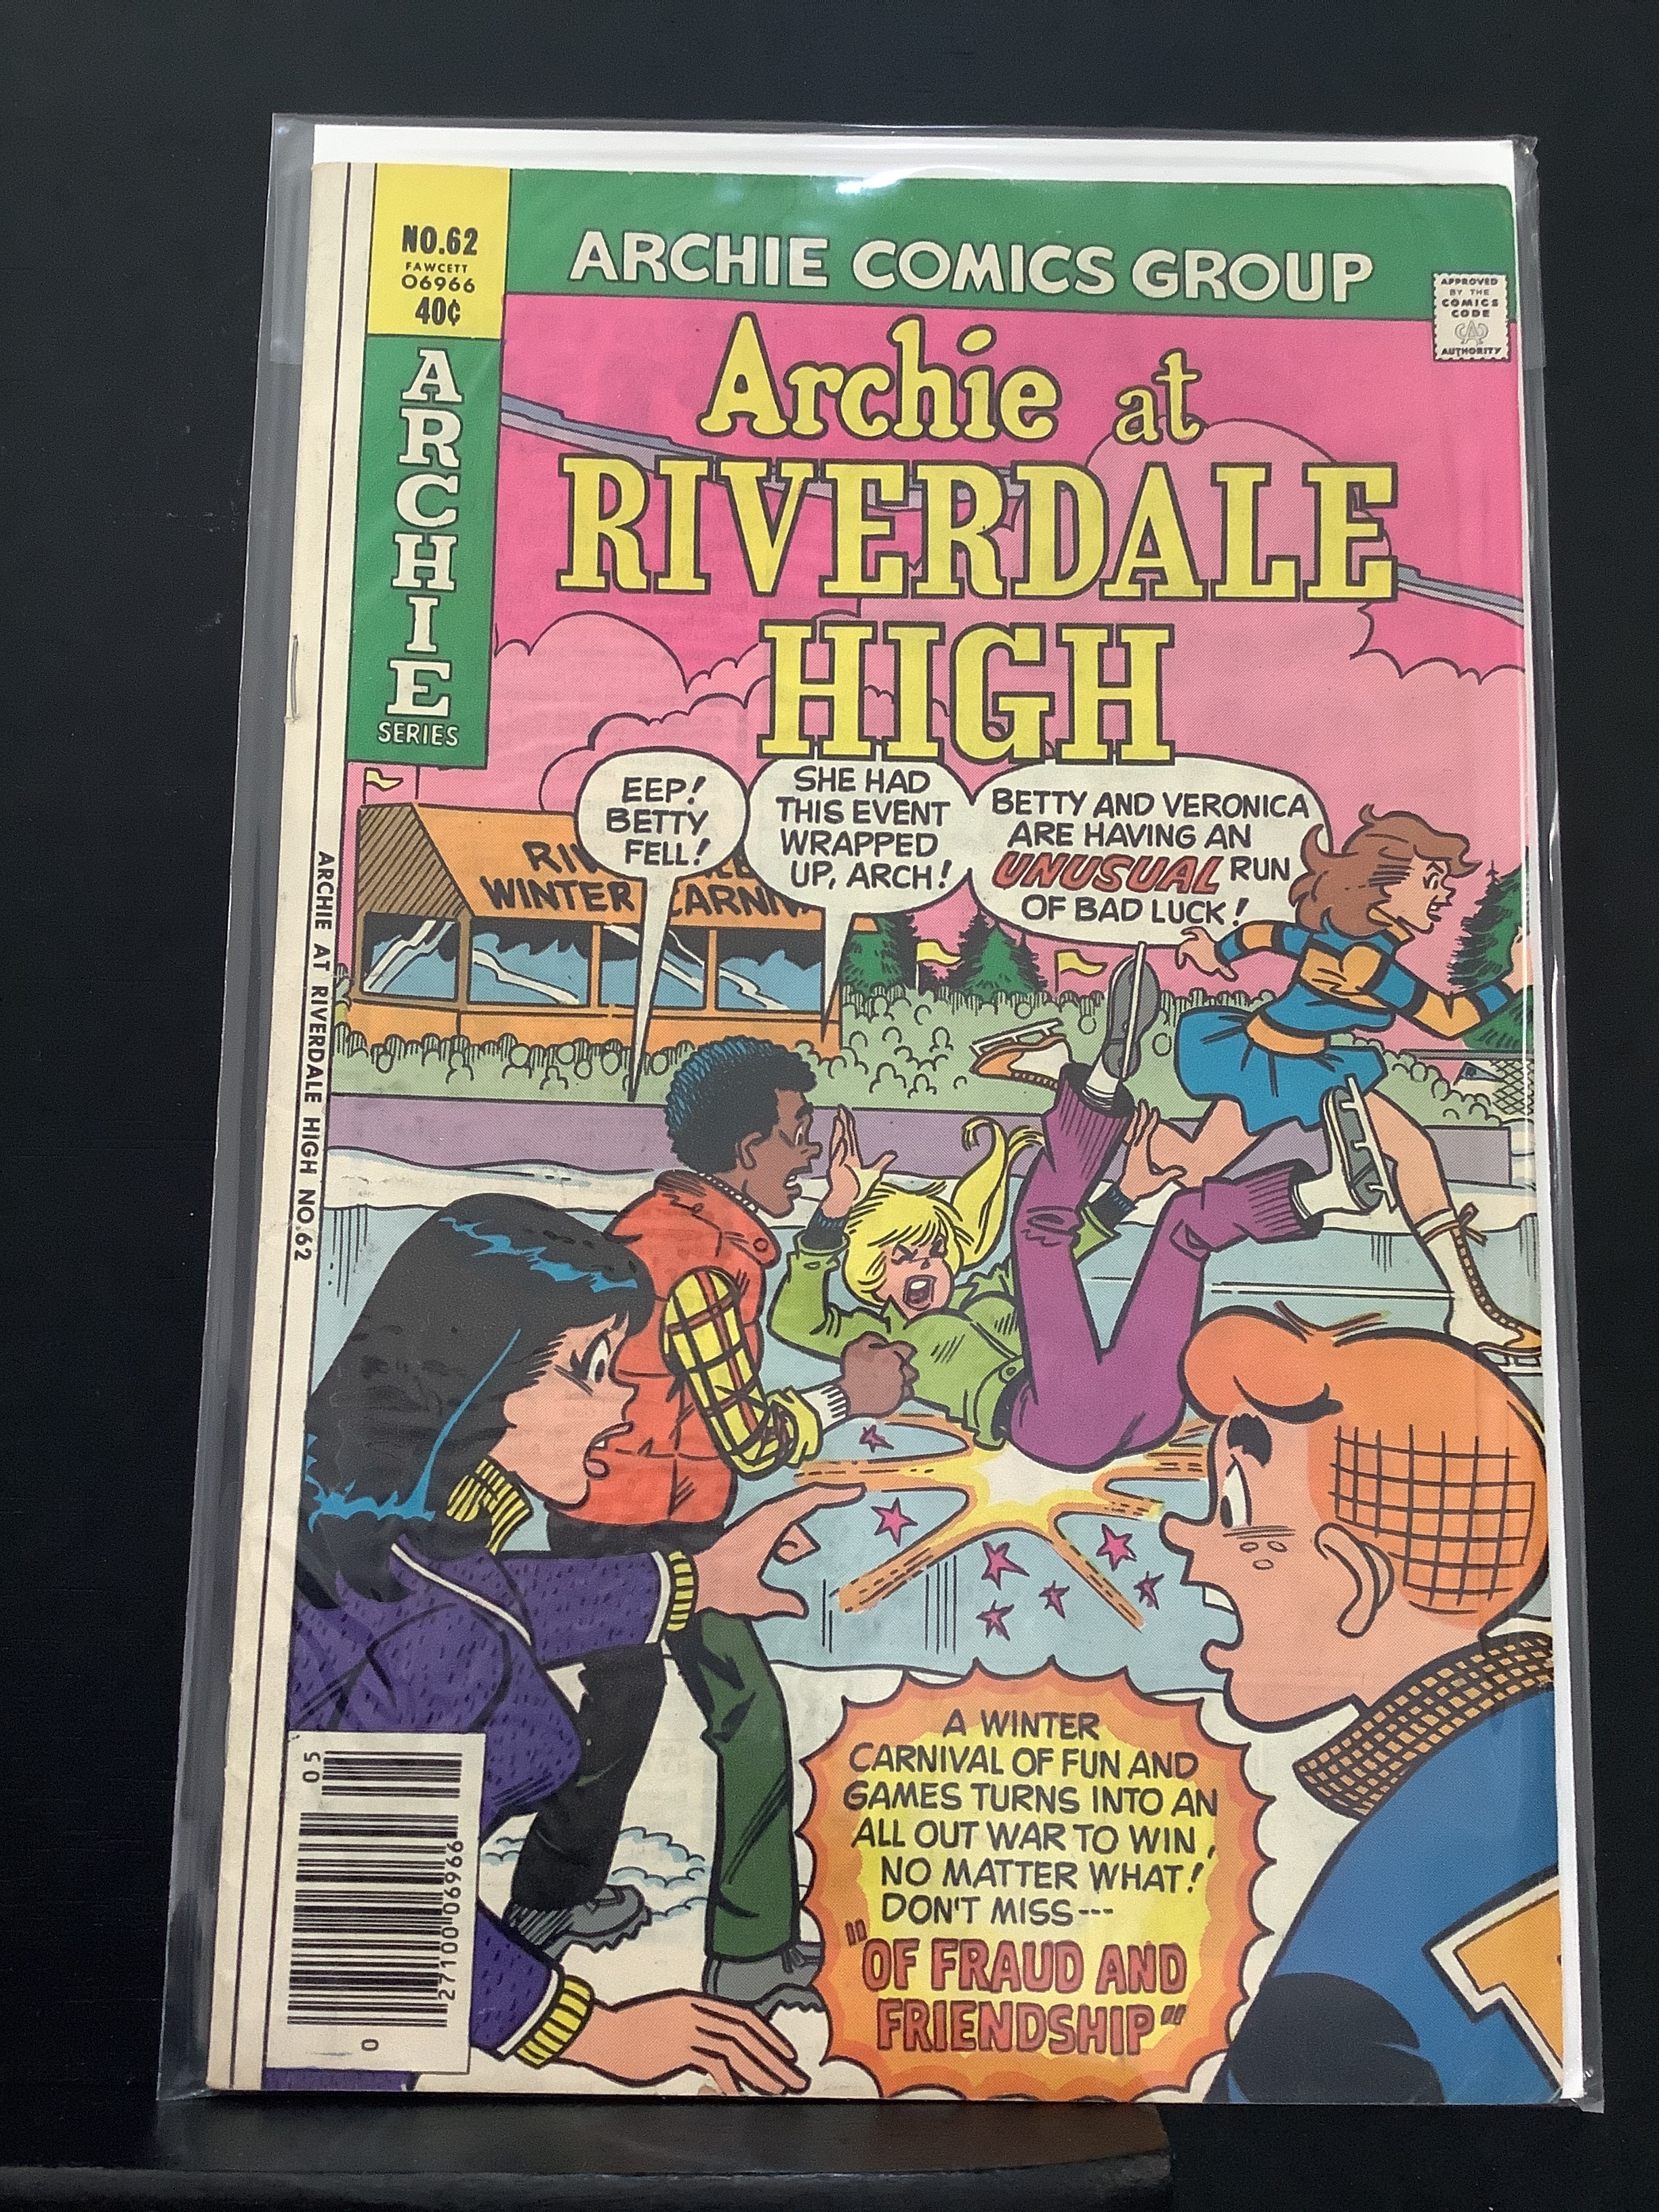 NO.62
FAWCETT
06966
40¢
ARCHIE
SERIES
ARCHIE COMICS GROUP
APPROVED
BY THE
COMICS
CODE
CA
AUTHORITY
Archie at
RIVERDALE
HIGH
EEP!
BETTY
FELL!
SHE HAD
THIS EVENT
WRAPPED
UP, ARCH!
BETTY AND VERONICA
ARE HAVING AN
UNUSUAL RUN
OF BAD LUCK!
WINTER CARNIV
ARCHIE AT RIVERDALE HIGH NO.62
A WINTER
CARNIVAL OF FUN AND
GAMES TURNS INTO AN
ALL OUT WAR TO WIN,
NO MATTER WHAT!
DON'T MISS---
"OF FRAUD AND
FRIENDSHIP"
05
27100 06966
0